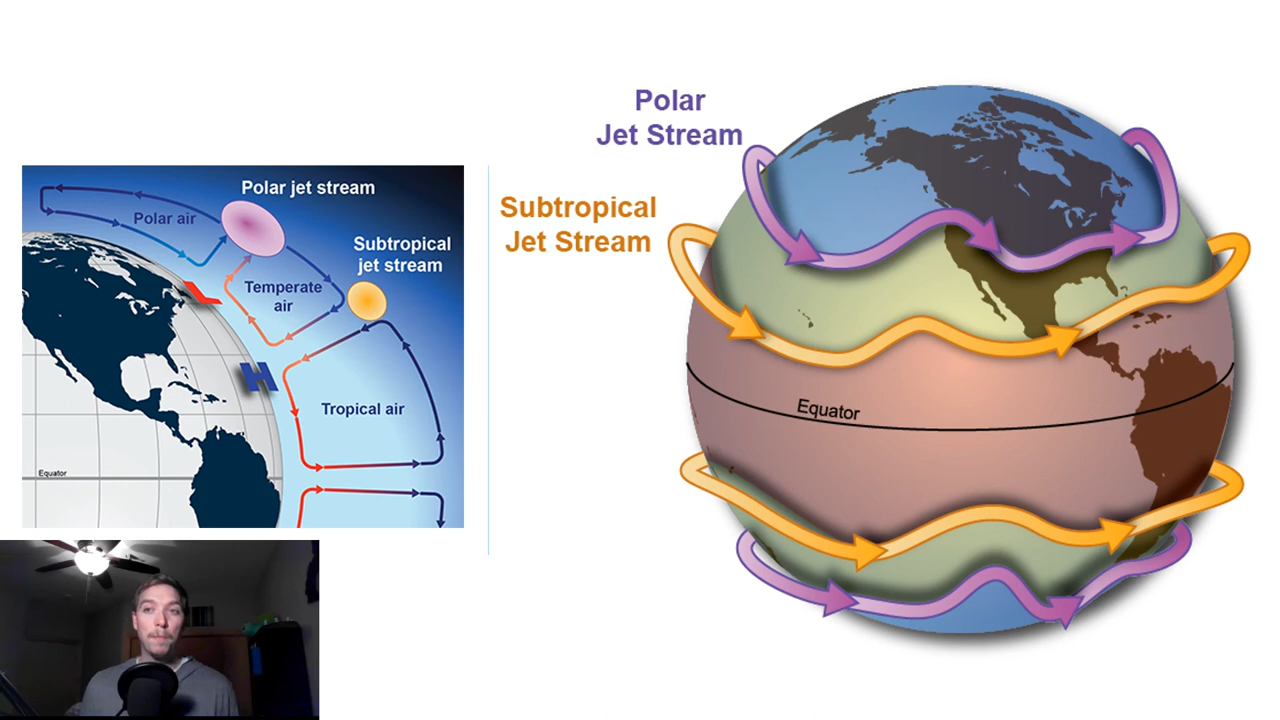 Polar
Jet Stream
Subtropical
Jet Stream
Equator
Polar jet stream
Polar air
Subtropical
jet stream
Temperate
air
L
H
Tropical air
Equator